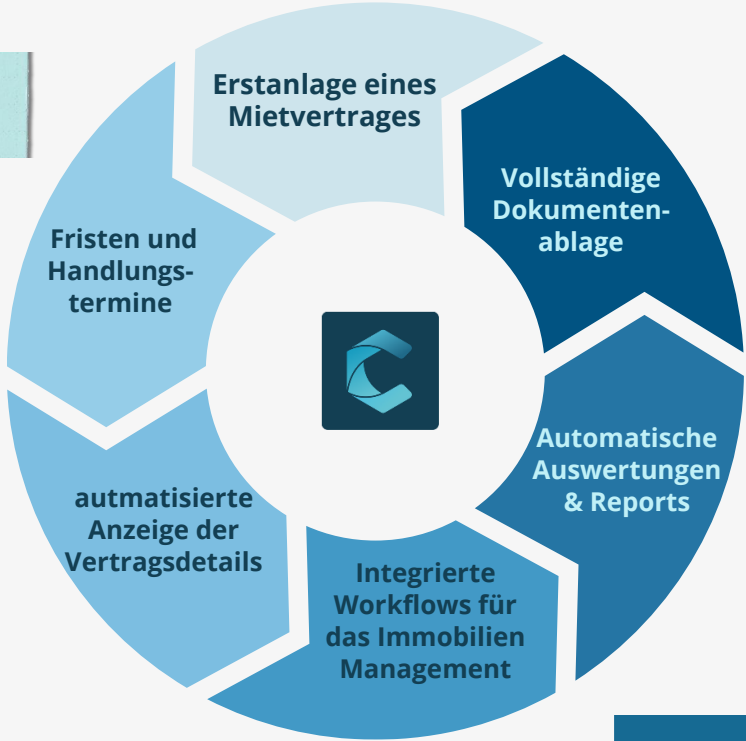 Erstanlage eines
Mietvertrages
Vollständige
Dokumenten-
ablage
Automatische
Auswertungen
& Reports
Integrierte
Workflows für
das Immobilien
Management
autmatisierte
Anzeige der
Vertragsdetails
Fristen und
Handlungs-
termine